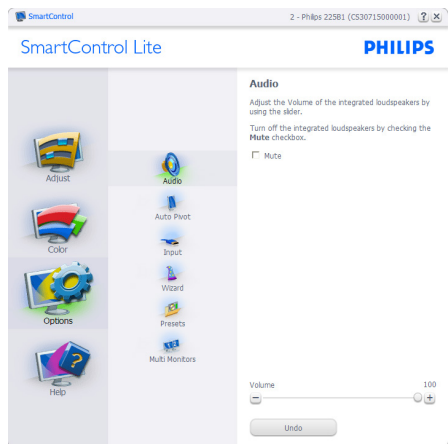 SmartControl
2 - Philips 225B1 (CS30715000001)
SmartControl Lite
PHILIPS
Adjust
Color
Options
Help
Audio
Auto Pivot
Input
Wizard
Presets
Multi Monitors
Audio
Adjust the Volume of the integrated loudspeakers by
using the slider.
Turn off the integrated loudspeakers by checking the
Mute checkbox.
Mute
Volume 100
Undo